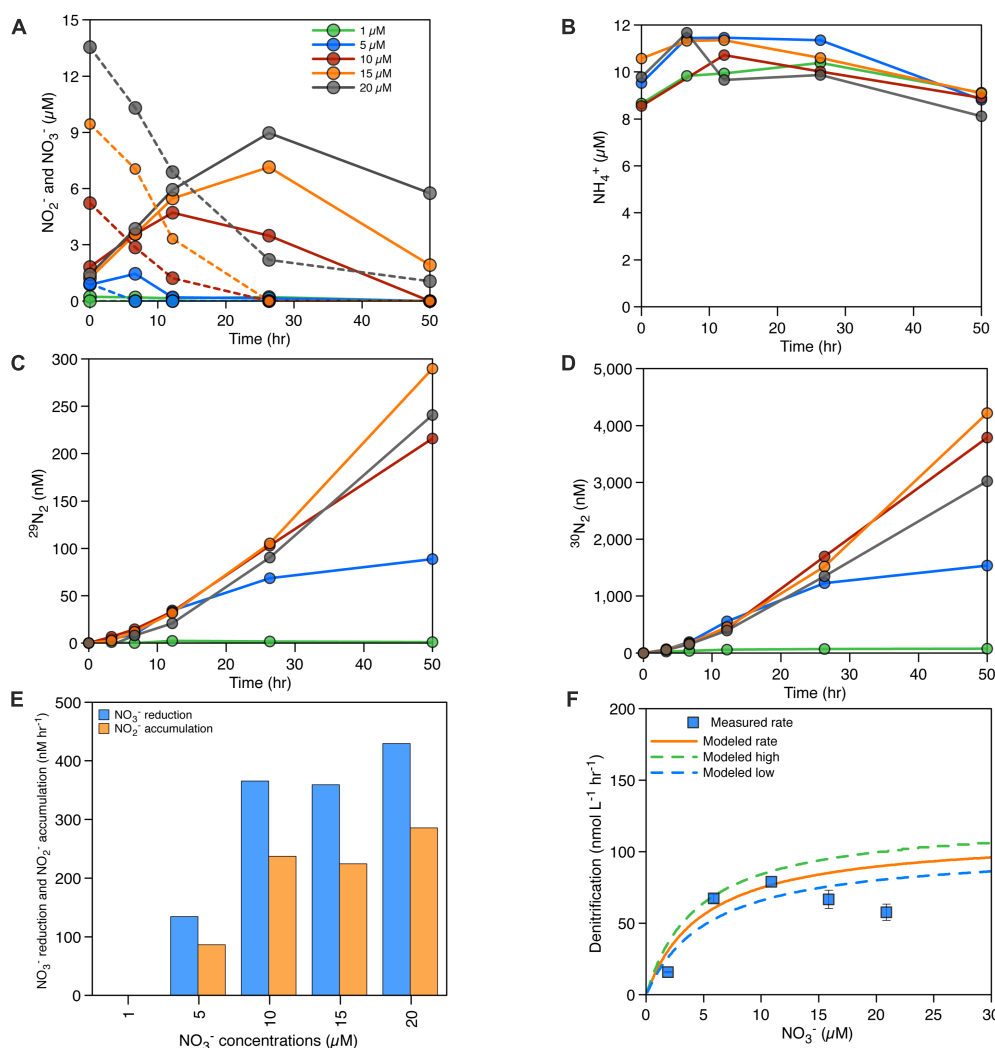 A
15
12
9
6
3
0
NO₂⁻ and NO₃⁻ (µM)
0 10 20 30 40 50
Time (hr)
1 µM
5 µM
10 µM
15 µM
20 µM
B
12
10
8
6
4
2
0
NH₄⁺ (µM)
0 10 20 30 40 50
Time (hr)
C
300
250
200
150
100
50
0
²⁹N₂ (nM)
0 10 20 30 40 50
Time (hr)
D
5,000
4,000
3,000
2,000
1,000
0
³⁰N₂ (nM)
0 10 20 30 40 50
Time (hr)
E
500
400
300
200
100
0
NO₃⁻ reduction and NO₂⁻ accumulation (nM hr⁻¹)
NO₃⁻ reduction
NO₂⁻ accumulation
1 5 10 15 20
NO₃⁻ concentrations (µM)
F
200
150
100
50
0
Denitrification (nmol L⁻¹ hr⁻¹)
Measured rate
Modeled rate
Modeled high
Modeled low
0 5 10 15 20 25 30
NO₃⁻ (µM)